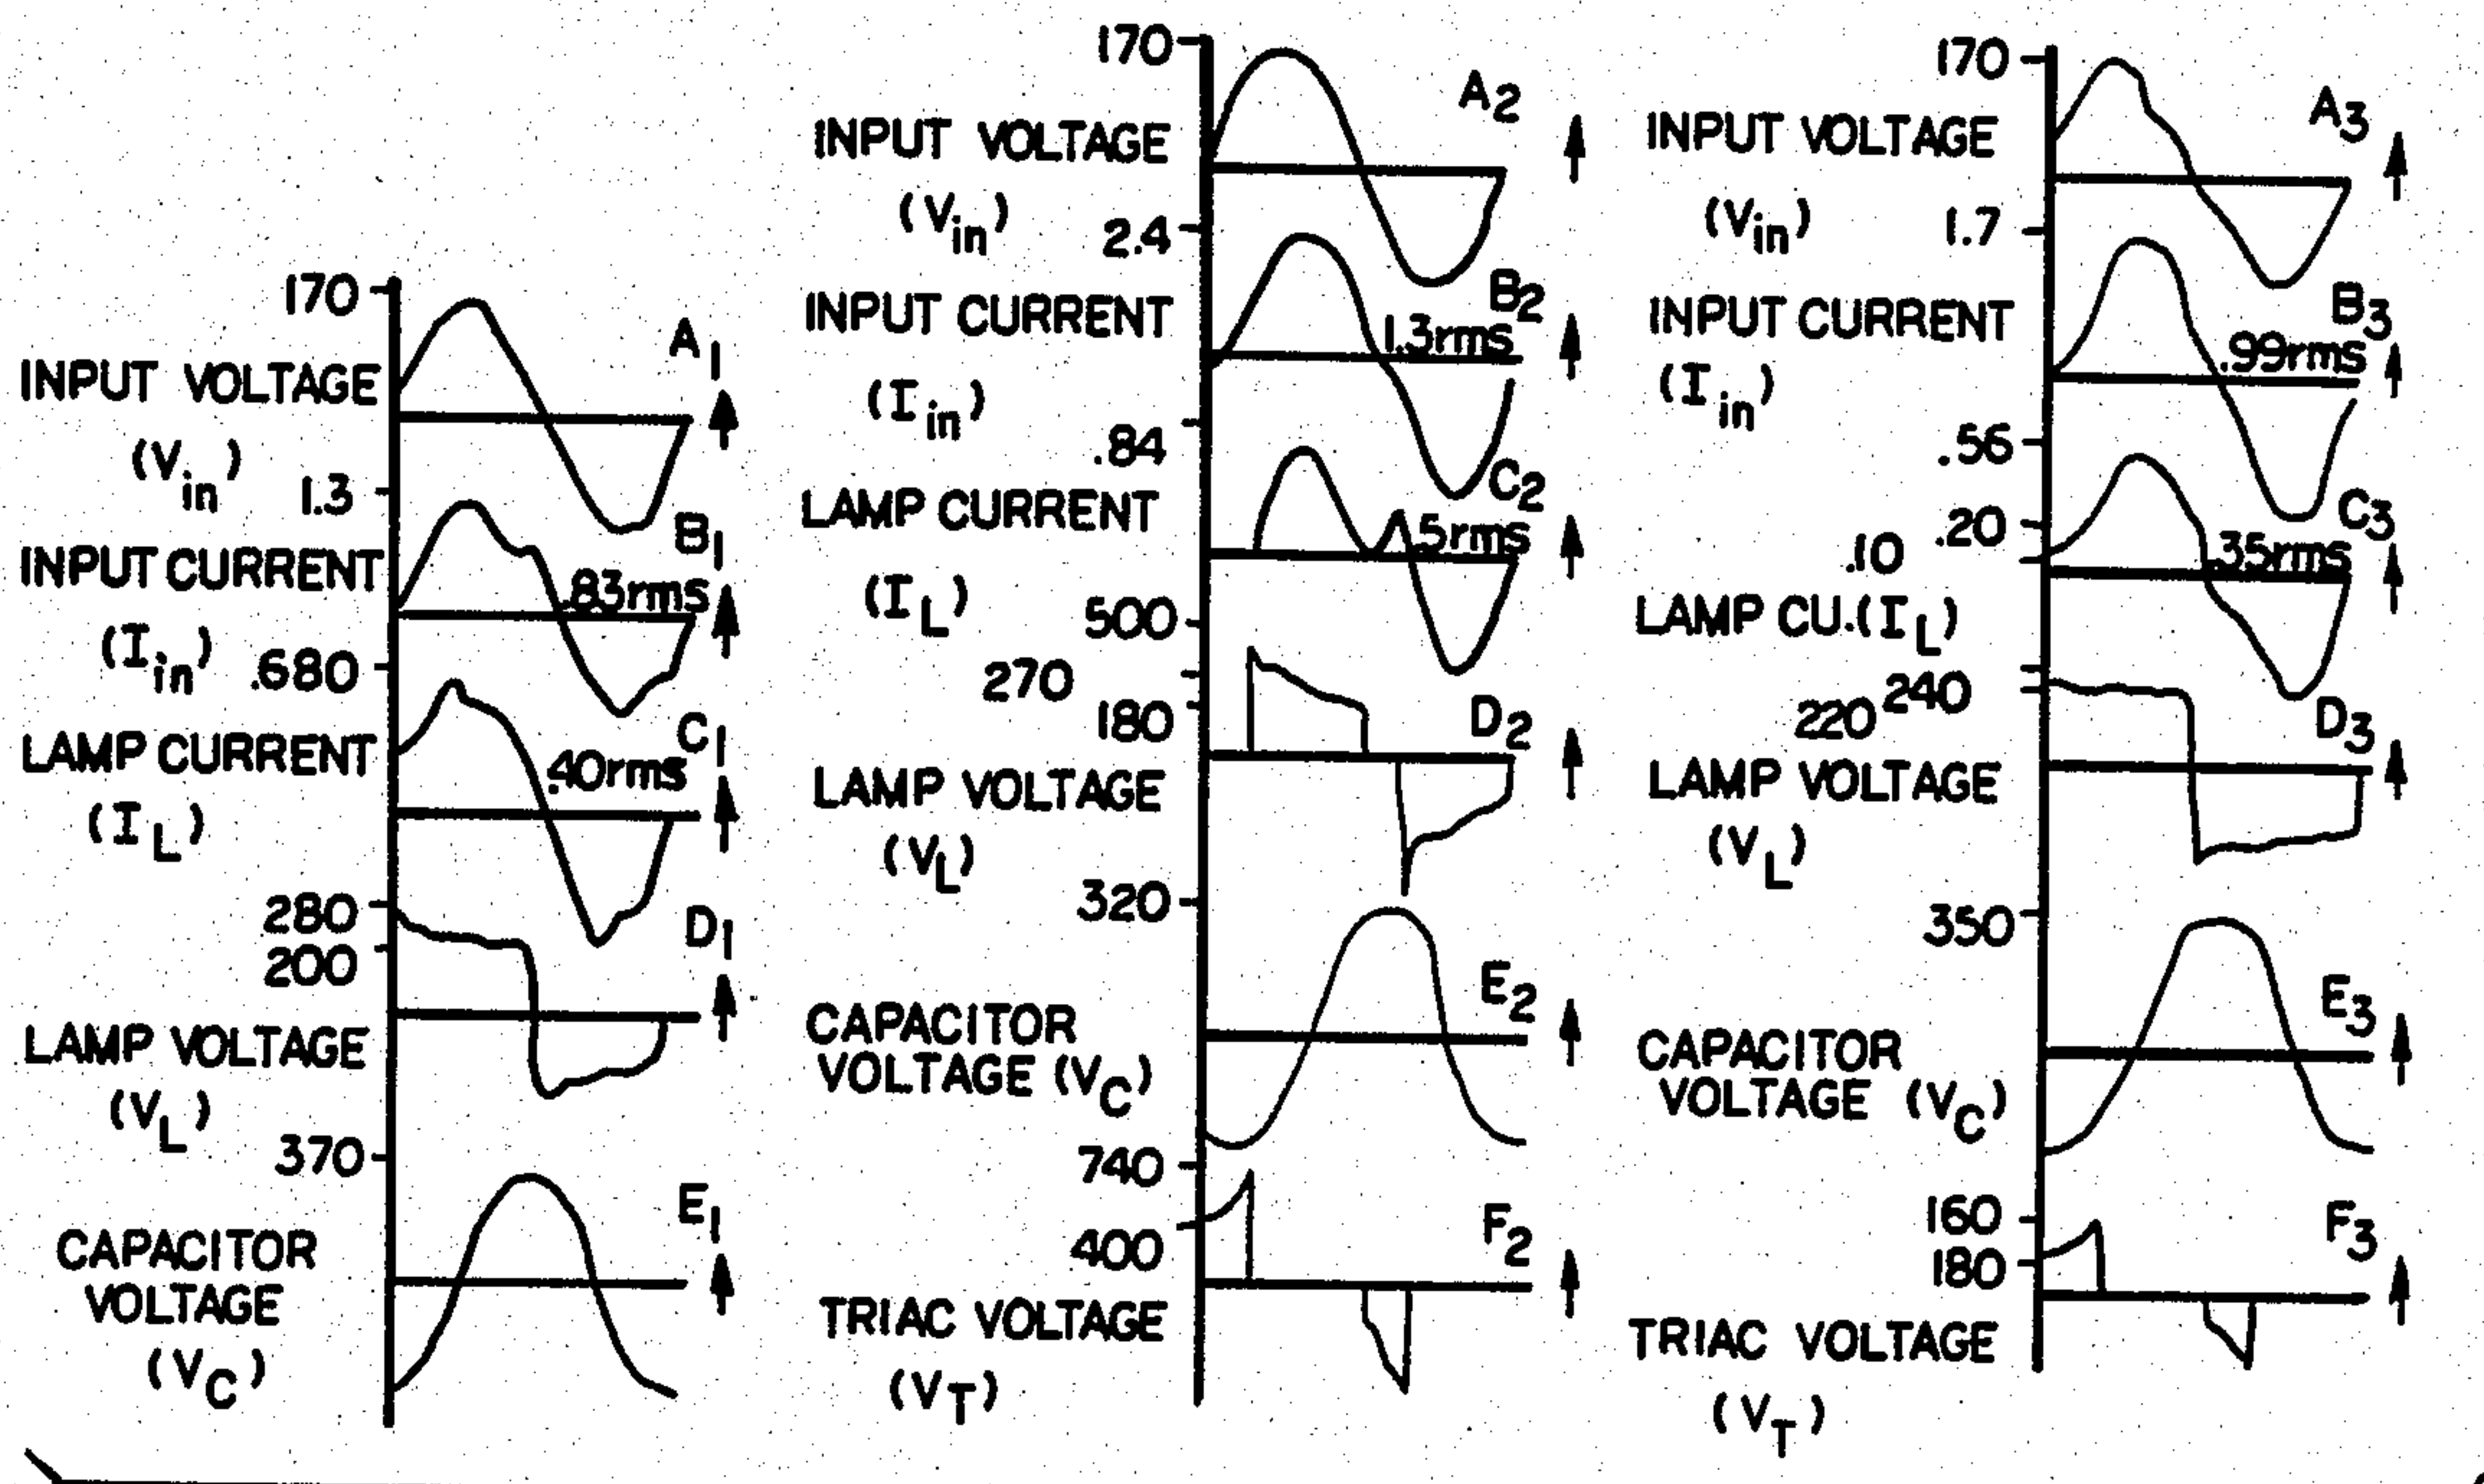 170
A1
INPUT VOLTAGE
(Vin)
1.3
B1
INPUT CURRENT
.83rms
(Iin)
.680
C1
LAMP CURRENT
.40rms
(IL)
280
D1
200
LAMP VOLTAGE
(VL)
370
E1
CAPACITOR
VOLTAGE
(VC)
170
A2
INPUT VOLTAGE
(Vin)
2.4
B2
INPUT CURRENT
1.3rms
(Iin)
.84
C2
LAMP CURRENT
.5rms
(IL)
500
270
180
D2
LAMP VOLTAGE
(VL)
320
E2
CAPACITOR
VOLTAGE (VC)
740
F2
400
TRIAC VOLTAGE
(VT)
170
A3
INPUT VOLTAGE
(Vin)
1.7
B3
INPUT CURRENT
.99rms
(Iin)
.56
C3
.20
.10
.35rms
LAMP CU.(IL)
240
220
D3
LAMP VOLTAGE
(VL)
350
E3
CAPACITOR
VOLTAGE (VC)
160
F3
180
TRIAC VOLTAGE
(VT)